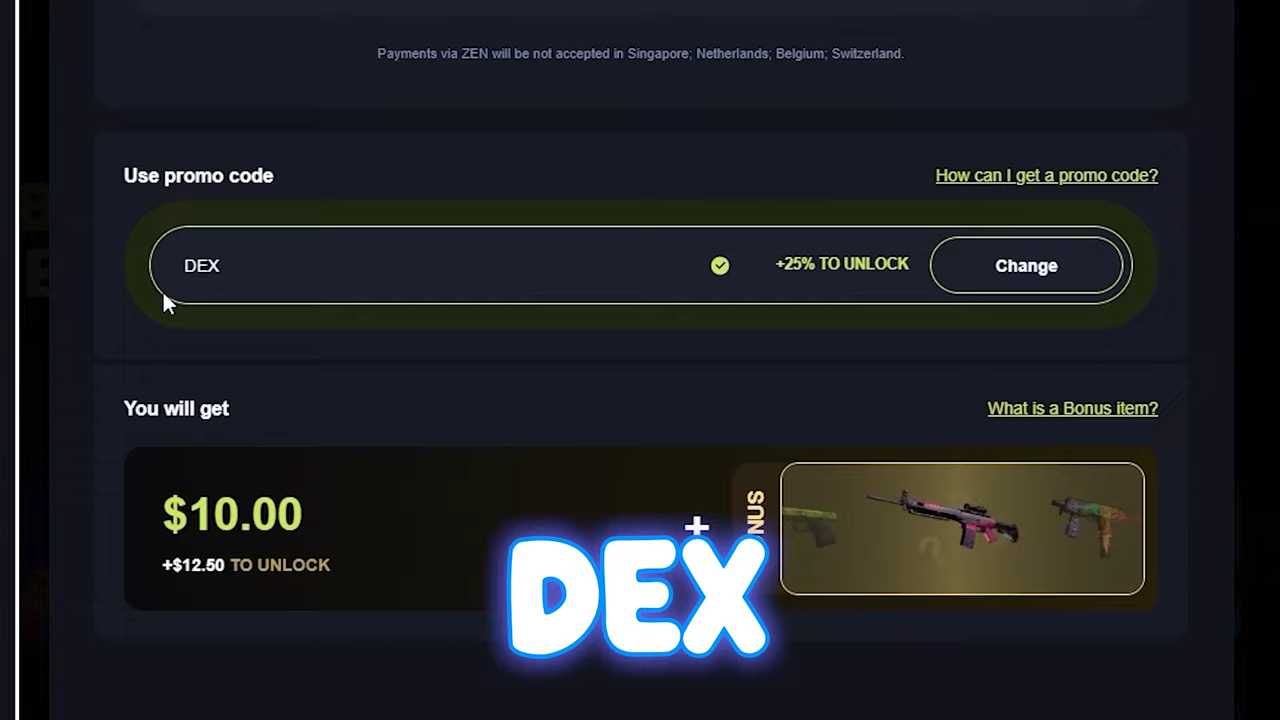 Payments via ZEN will be not accepted in Singapore; Netherlands; Belgium; Switzerland.
Use promo code
How can I get a promo code?
DEX
+25% TO UNLOCK
Change
You will get
What is a Bonus item?
$10.00
+$12.50 TO UNLOCK
+
NUS
DEX